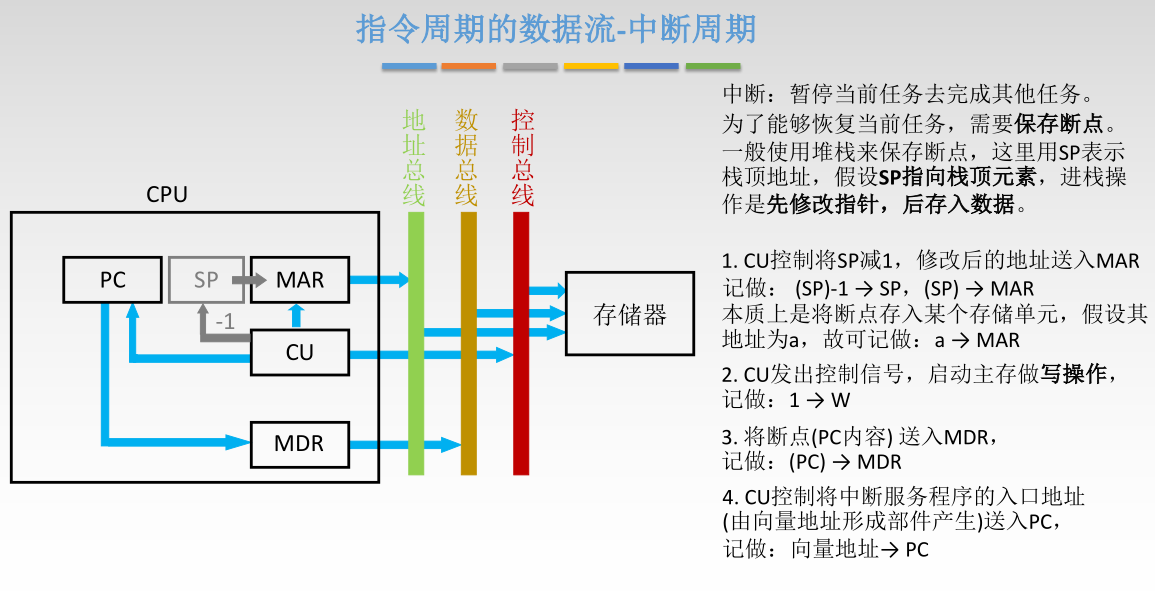 指令周期的数据流-中断周期
地址总线
数据总线
控制总线
CPU
PC
SP
MAR
-1
CU
MDR
存储器
中断：暂停当前任务去完成其他任务。
为了能够恢复当前任务，需要保存断点。
一般使用堆栈来保存断点，这里用SP表示
栈顶地址，假设SP指向栈顶元素，进栈操
作是先修改指针，后存入数据。
1. CU控制将SP减1，修改后的地址送入MAR
记做： (SP)-1 → SP，(SP) → MAR
本质上是将断点存入某个存储单元，假设其
地址为a，故可记做：a → MAR
2. CU发出控制信号，启动主存做写操作，
记做：1 → W
3. 将断点(PC内容) 送入MDR，
记做：(PC) → MDR
4. CU控制将中断服务程序的入口地址
(由向量地址形成部件产生)送入PC，
记做：向量地址→ PC